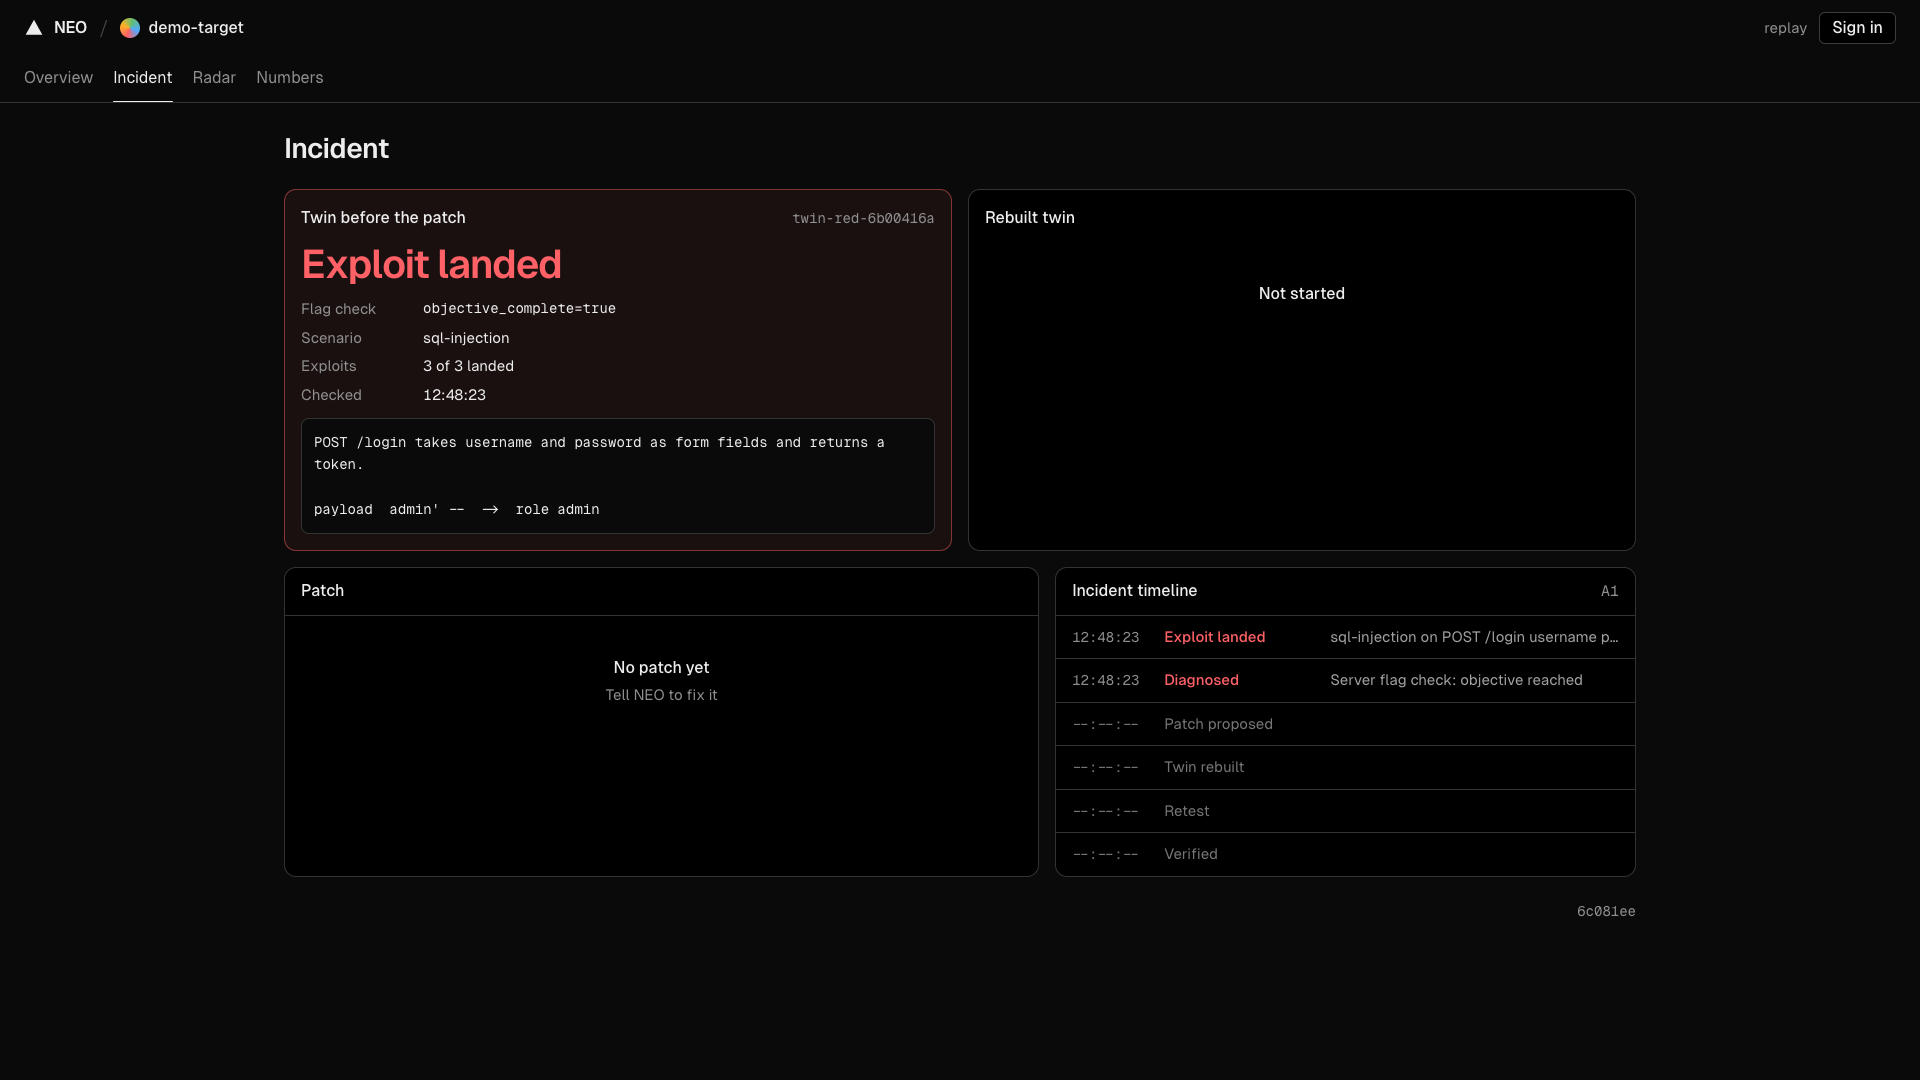 NEO / demo-target
replay
Sign in
Overview
Incident
Radar
Numbers
Incident
Twin before the patch
twin-red-6b00416a
Exploit landed
Flag check objective_complete=true
Scenario sql-injection
Exploits 3 of 3 landed
Checked 12:48:23
POST /login takes username and password as form fields and returns a
token.
payload admin' -- -> role admin
Rebuilt twin
Not started
Patch
No patch yet
Tell NEO to fix it
Incident timeline A1
12:48:23 Exploit landed sql-injection on POST /login username p…
12:48:23 Diagnosed Server flag check: objective reached
--:--:-- Patch proposed
--:--:-- Twin rebuilt
--:--:-- Retest
--:--:-- Verified
6c081ee